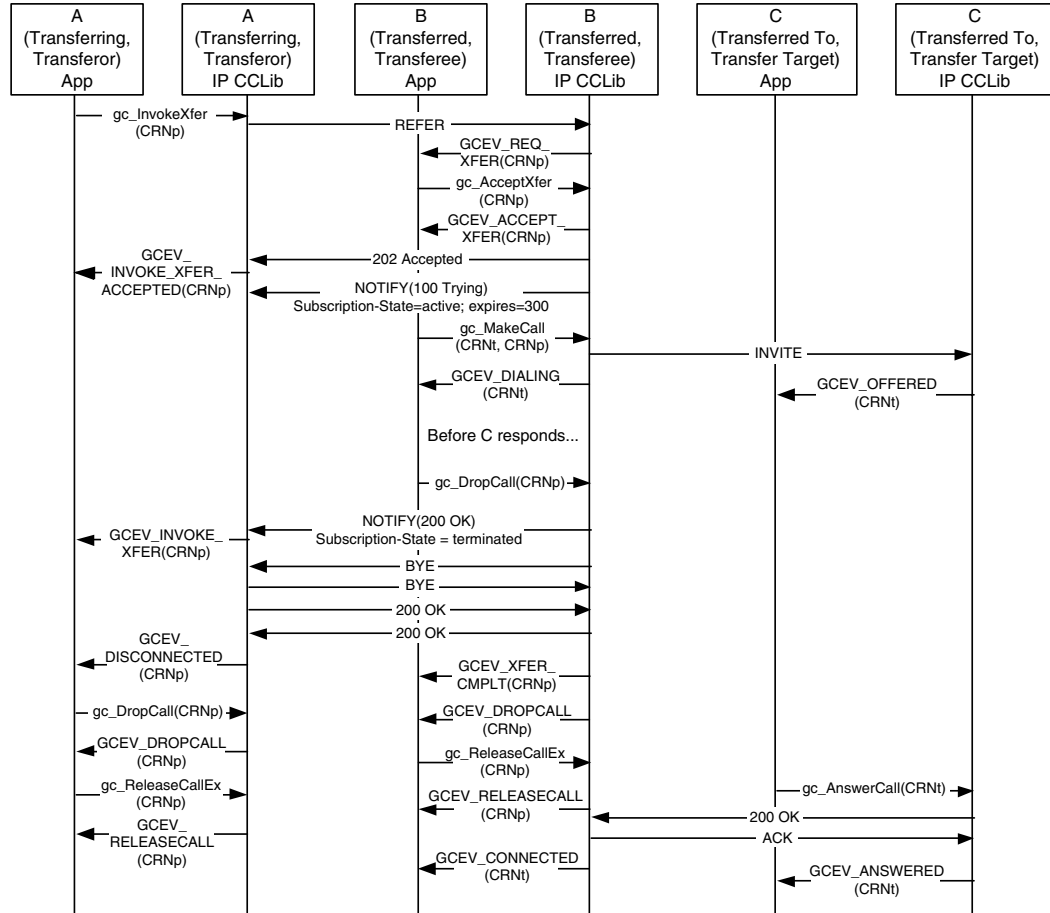 A
(Transferring,
Transferor)
App
A
(Transferring,
Transferor)
IP CCLib
B
(Transferred,
Transferee)
App
B
(Transferred,
Transferee)
IP CCLib
C
(Transferred To,
Transfer Target)
App
C
(Transferred To,
Transfer Target)
IP CCLib
gc_InvokeXfer
(CRNp)
REFER
GCEV_REQ_
XFER(CRNp)
gc_AcceptXfer
(CRNp)
GCEV_ACCEPT_
XFER(CRNp)
202 Accepted
GCEV_
INVOKE_XFER_
ACCEPTED(CRNp)
NOTIFY(100 Trying)
Subscription-State=active; expires=300
gc_MakeCall
(CRNt, CRNp)
INVITE
GCEV_DIALING
(CRNt)
GCEV_OFFERED
(CRNt)
Before C responds...
gc_DropCall(CRNp)
NOTIFY(200 OK)
Subscription-State = terminated
GCEV_INVOKE_
XFER(CRNp)
BYE
BYE
200 OK
200 OK
GCEV_
DISCONNECTED
(CRNp)
GCEV_XFER_
CMPLT(CRNp)
gc_DropCall(CRNp)
GCEV_DROPCALL
(CRNp)
GCEV_DROPCALL
(CRNp)
gc_ReleaseCallEx
(CRNp)
gc_ReleaseCallEx
(CRNp)
gc_AnswerCall(CRNt)
GCEV_RELEASECALL
(CRNp)
200 OK
GCEV_
RELEASECALL
(CRNp)
ACK
GCEV_CONNECTED
(CRNt)
GCEV_ANSWERED
(CRNt)